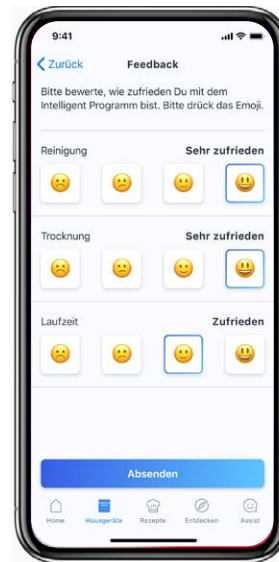 9:41
Zurück Feedback
Bitte bewerte, wie zufrieden Du mit dem
Intelligent Programm bist. Bitte drück das Emoji.
Reinigung Sehr zufrieden
Trocknung Sehr zufrieden
Laufzeit Zufrieden
Absenden
Home Hausgeräte Rezepte Entdecken Assist